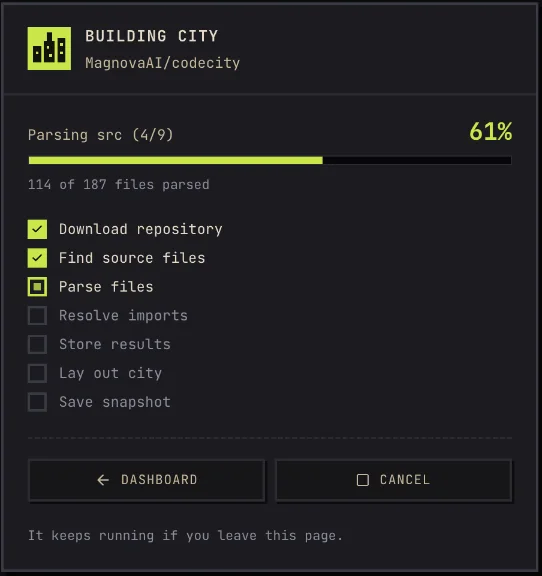 BUILDING CITY
MagnovaAI/codecity
Parsing src (4/9)
61%
114 of 187 files parsed
Download repository
Find source files
Parse files
Resolve imports
Store results
Lay out city
Save snapshot
← DASHBOARD
CANCEL
It keeps running if you leave this page.